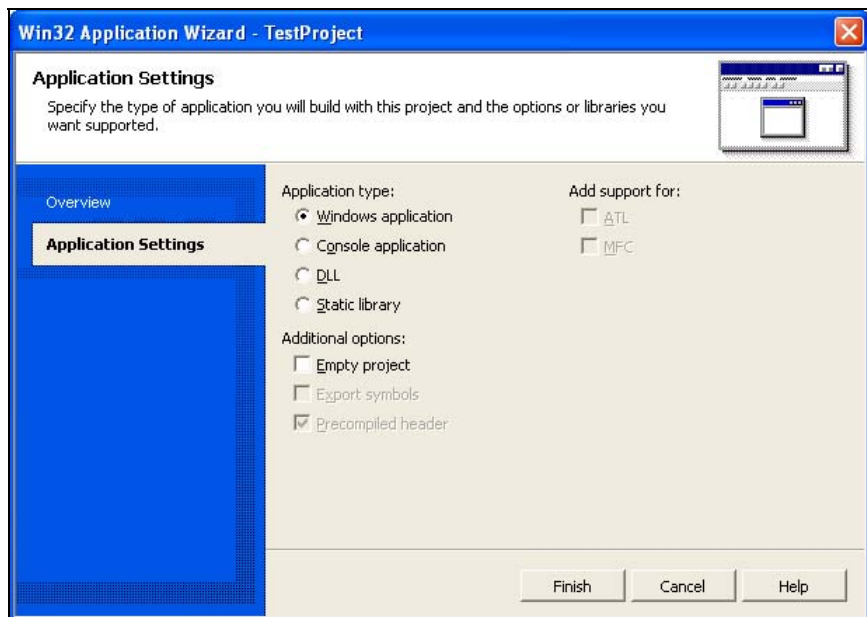 Win32 Application Wizard - TestProject
Application Settings
Specify the type of application you will build with this project and the options or libraries you
want supported.
Overview
Application Settings
Application type:
Windows application
Console application
DLL
Static library
Additional options:
Empty project
Export symbols
Precompiled header
Add support for:
ATL
MFC
Finish
Cancel
Help